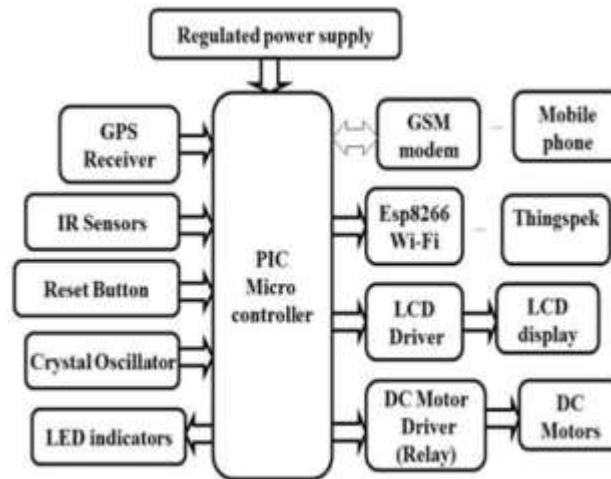 Regulated power supply
GPS
Receiver
GSM
modem
Mobile
phone
IR Sensors
Esp8266
Wi-Fi
Thingspek
PIC
Micro
controller
Reset Button
LCD
Driver
LCD
display
Crystal Oscillator
LED indicators
DC Motor
Driver
(Relay)
DC
Motors